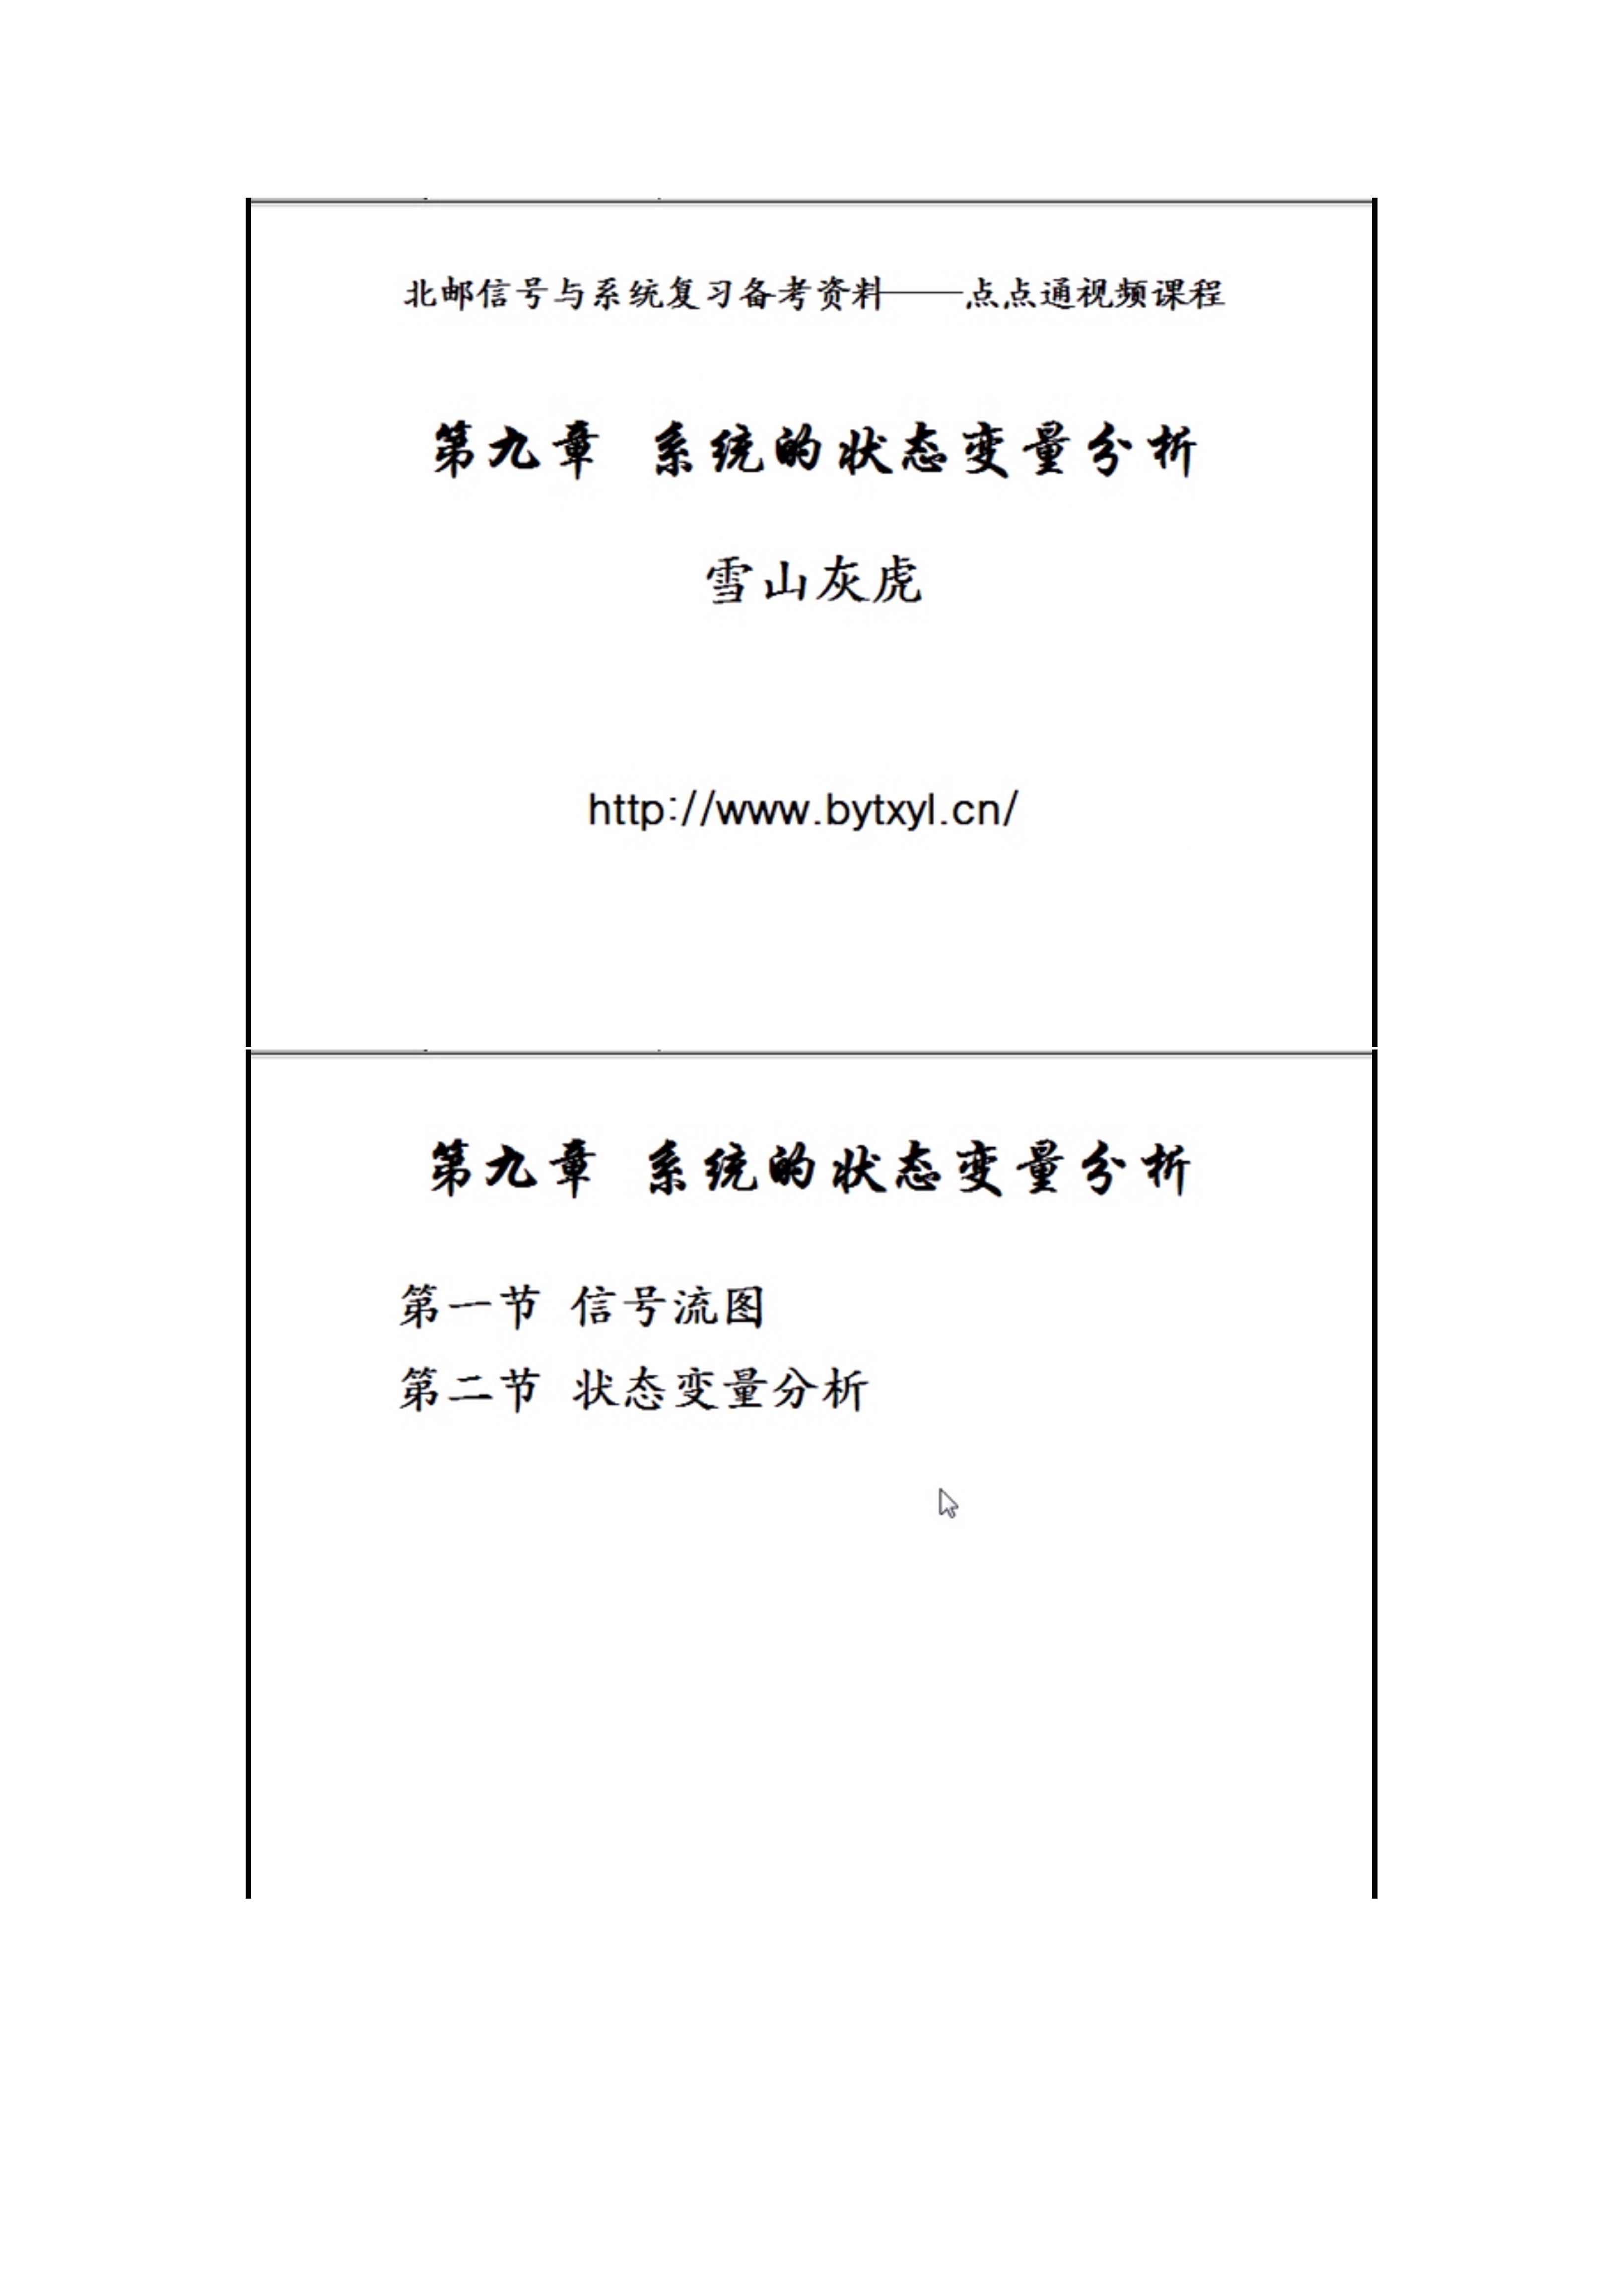 北邮信号与系统复习备考资料——点点通视频课程
第九章 系统的状态变量分析
雪山灰虎
http://www.bytxyl.cn/
第九章 系统的状态变量分析
第一节 信号流图
第二节 状态变量分析